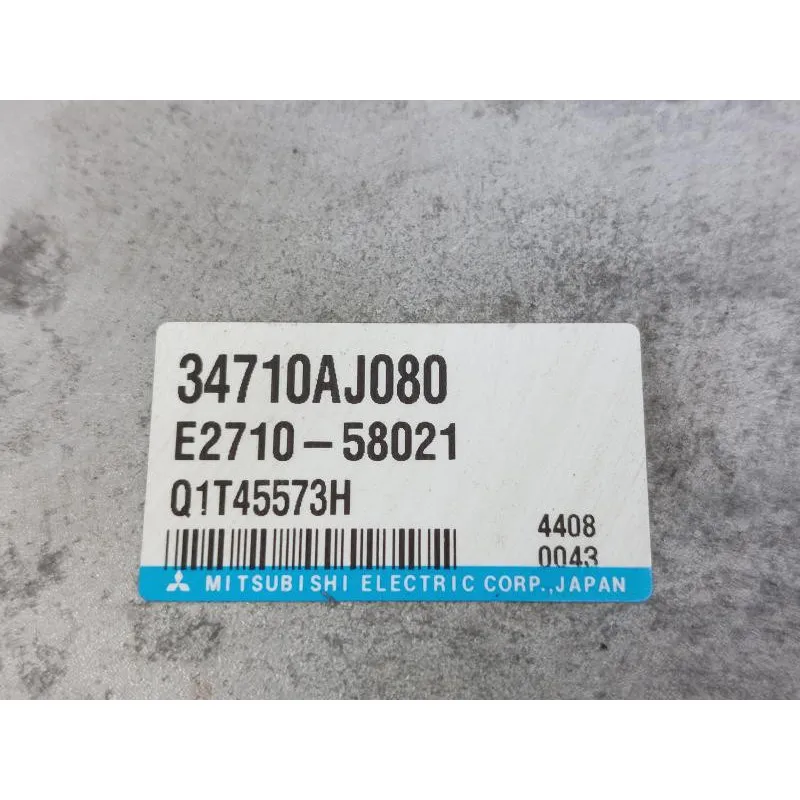 34710AJ080
E2710-58021
Q1T45573H
4408
0043
MITSUBISHI ELECTRIC CORP., JAPAN